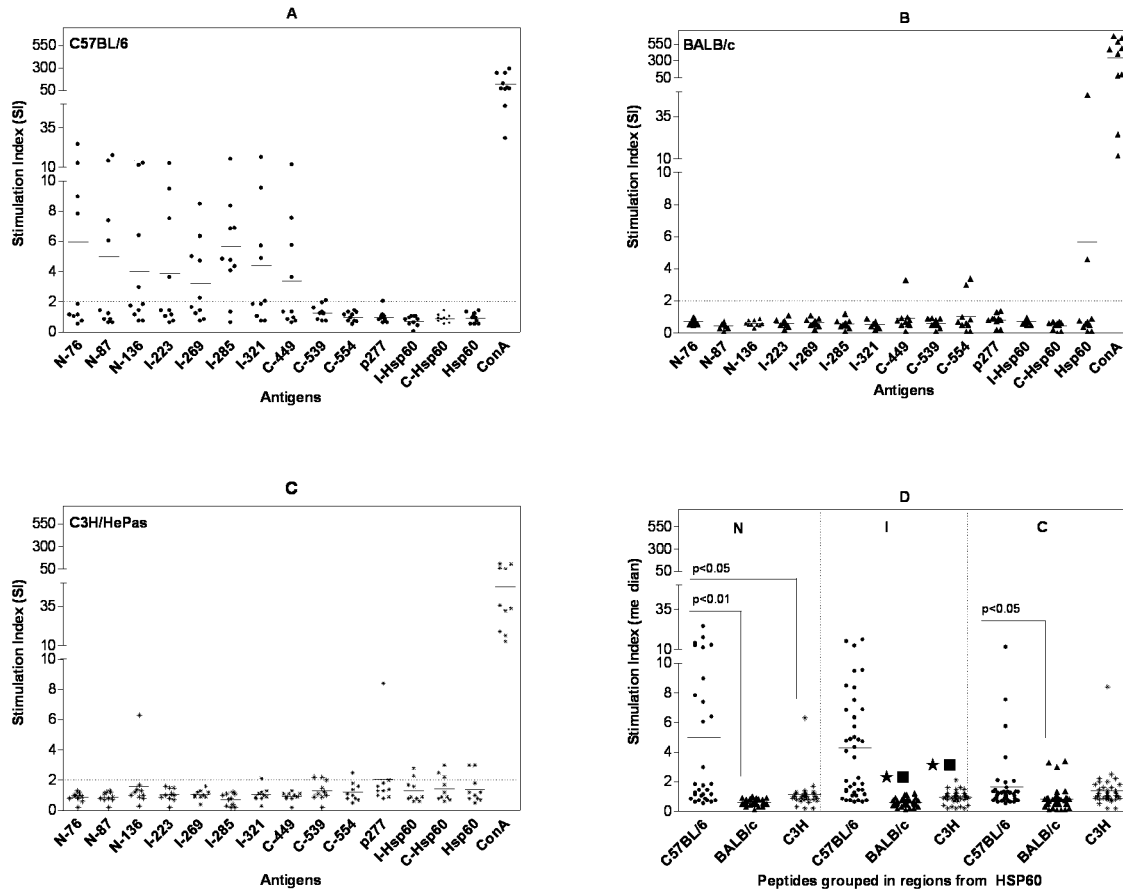 A
C57BL/6
Stimulation Index (SI)
550
300
50
35
10
10
8
6
4
2
0
N-76
N-87
N-136
I-223
I-269
I-285
I-321
C-449
C-539
C-554
p277
I-Hsp60
C-Hsp60
Hsp60
ConA
Antigens
B
BALB/c
Stimulation Index (SI)
550
300
50
35
10
10
8
6
4
2
0
N-76
N-87
N-136
I-223
I-269
I-285
I-321
C-449
C-539
C-554
p277
I-Hsp60
C-Hsp60
Hsp60
ConA
Antigens
C
C3H/HePas
Stimulation Index (SI)
550
300
50
35
10
10
8
6
4
2
0
N-76
N-87
N-136
I-223
I-269
I-285
I-321
C-449
C-539
C-554
p277
I-Hsp60
C-Hsp60
Hsp60
ConA
Antigens
D
N I C
Stimulation Index (me dian)
550
300
50
35
10
10
8
6
4
2
0
p<0.05
p<0.01
p<0.05
C57BL/6
BALB/c
C3H
C57BL/6
BALB/c
C3H
C57BL/6
BALB/c
C3H
Peptides grouped in regions from HSP60